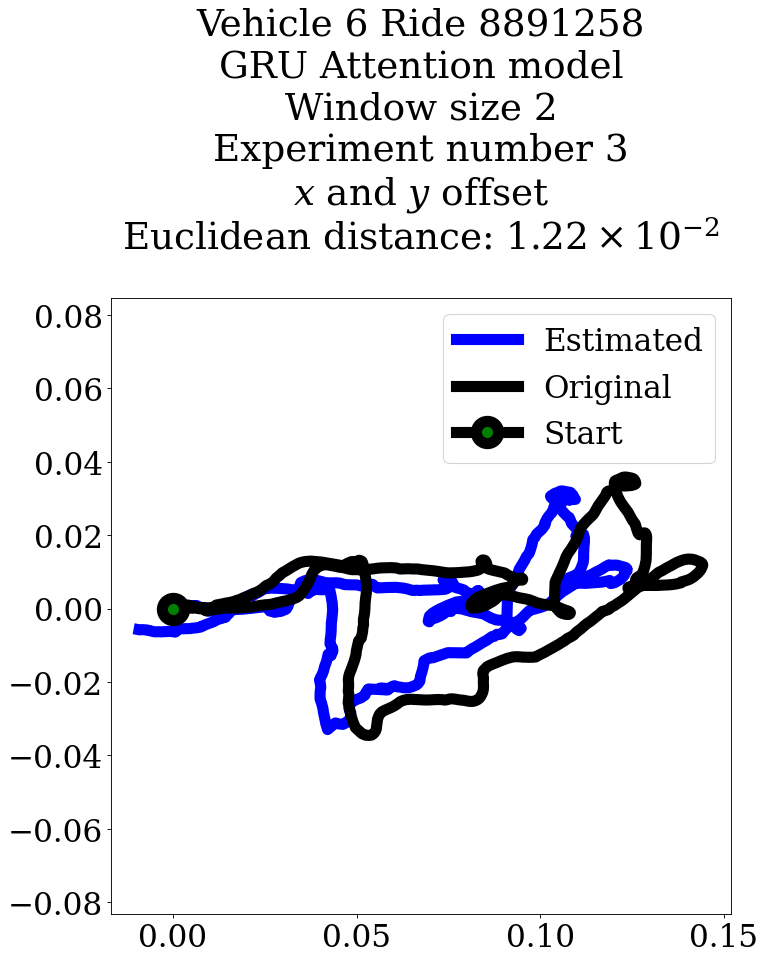 Vehicle 6 Ride 8891258
GRU Attention model
Window size 2
Experiment number 3
x and y offset
Euclidean distance: 1.22 × 10⁻²
Estimated
Original
Start
0.08
0.06
0.04
0.02
0.00
−0.02
−0.04
−0.06
−0.08
0.00 0.05 0.10 0.15